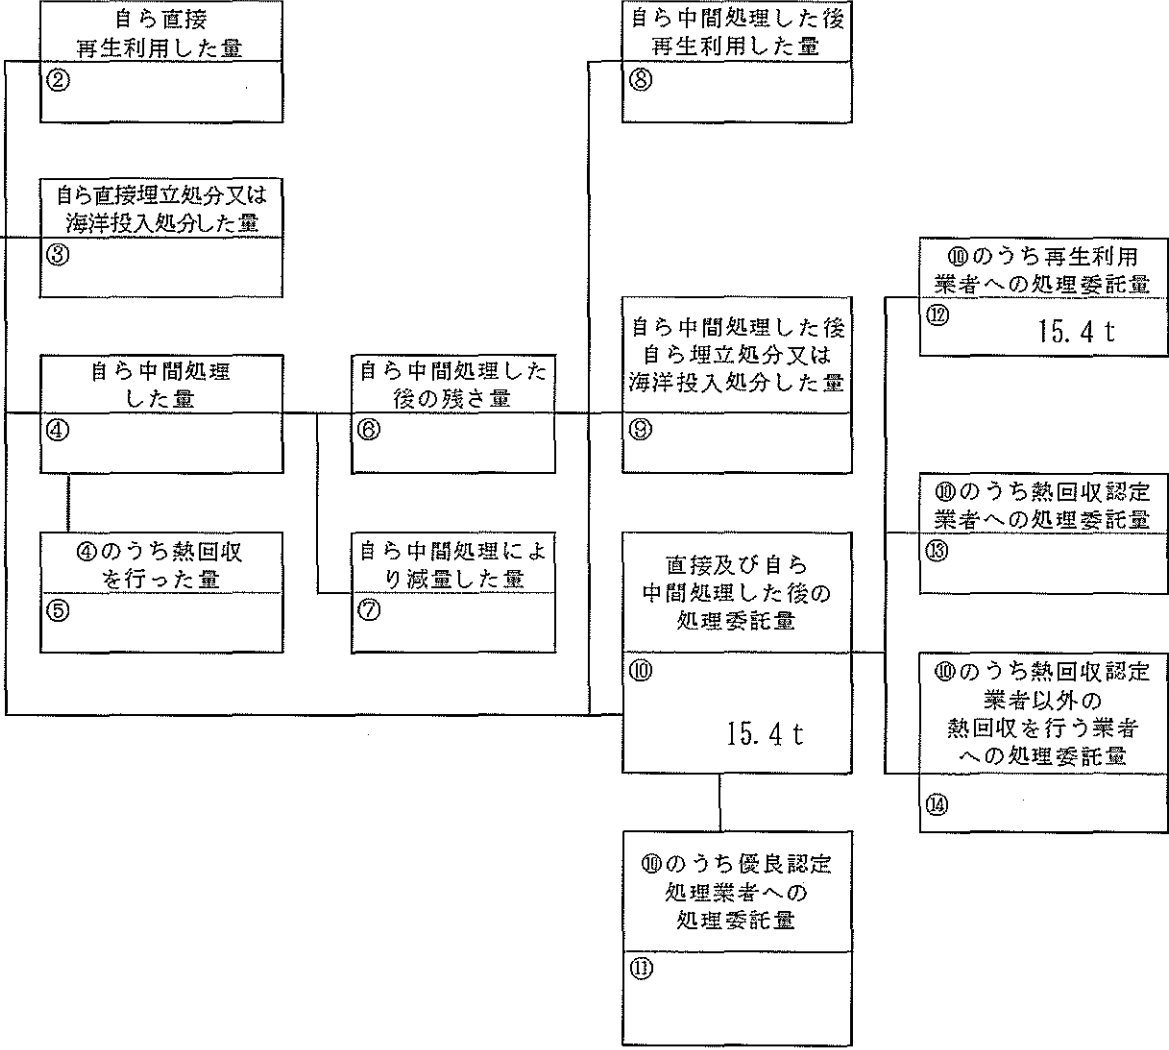 自ら直接
再生利用した量
②
自ら中間処理した後
再生利用した量
⑧
自ら直接埋立処分又は
海洋投入処分した量
③
⑩のうち再生利用
業者への処理委託量
⑫
15.4 t
自ら中間処理した後
自ら埋立処分又は
海洋投入処分した量
⑨
自ら中間処理
した量
④
自ら中間処理した
後の残さ量
⑥
⑩のうち熱回収認定
業者への処理委託量
⑬
④のうち熱回収
を行った量
⑤
自ら中間処理によ
り減量した量
⑦
直接及び自ら
中間処理した後の
処理委託量
⑩
15.4 t
⑩のうち熱回収認定
業者以外の
熱回収を行う業者
への処理委託量
⑭
⑩のうち優良認定
処理業者への
処理委託量
⑪